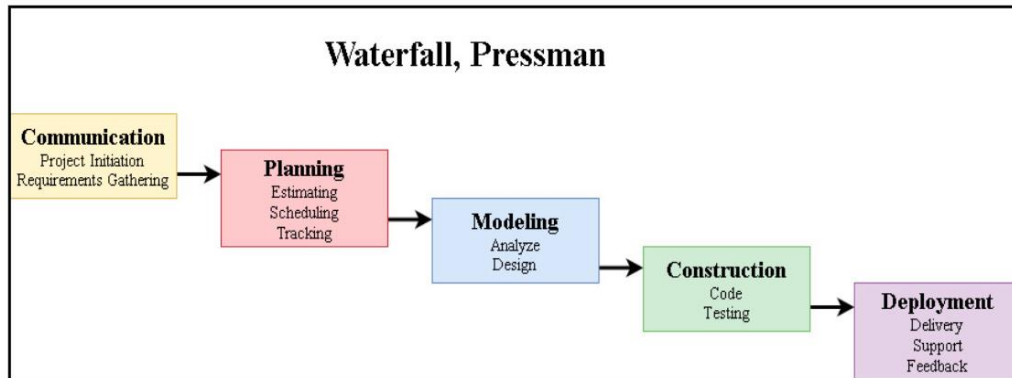 Waterfall, Pressman
Communication
Project Initiation
Requirements Gathering
Planning
Estimating
Scheduling
Tracking
Modeling
Analyze
Design
Construction
Code
Testing
Deployment
Delivery
Support
Feedback